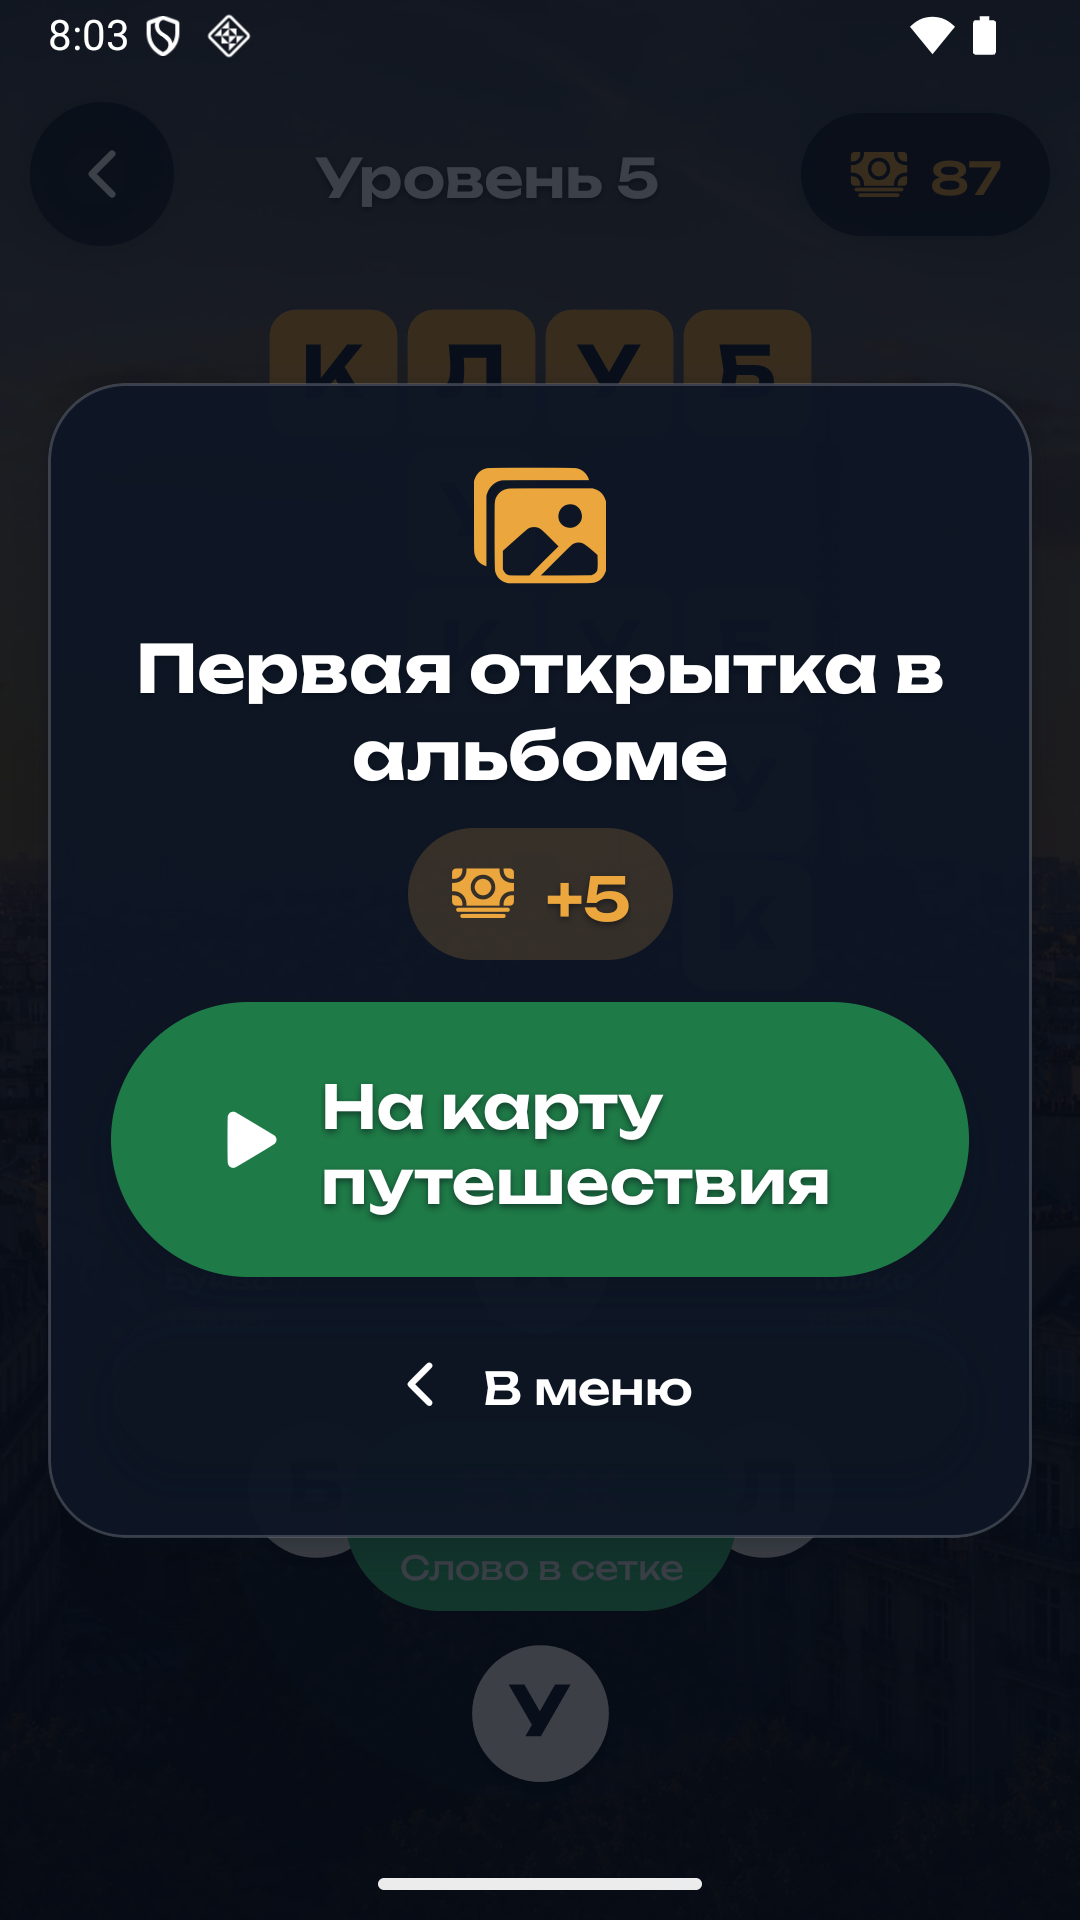 8:03
Уровень 5
87
КЛУБ
Первая открытка в
альбоме
+5
На карту
путешествия
В меню
Слово в сетке
У